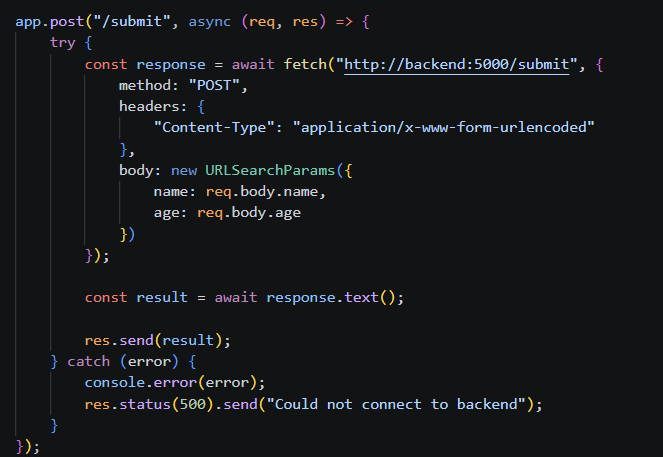 app.post("/submit", async (req, res) => {
    try {
        const response = await fetch("http://backend:5000/submit", {
            method: "POST",
            headers: {
                "Content-Type": "application/x-www-form-urlencoded"
            },
            body: new URLSearchParams({
                name: req.body.name,
                age: req.body.age
            })
        });

        const result = await response.text();

        res.send(result);
    } catch (error) {
        console.error(error);
        res.status(500).send("Could not connect to backend");
    }
});